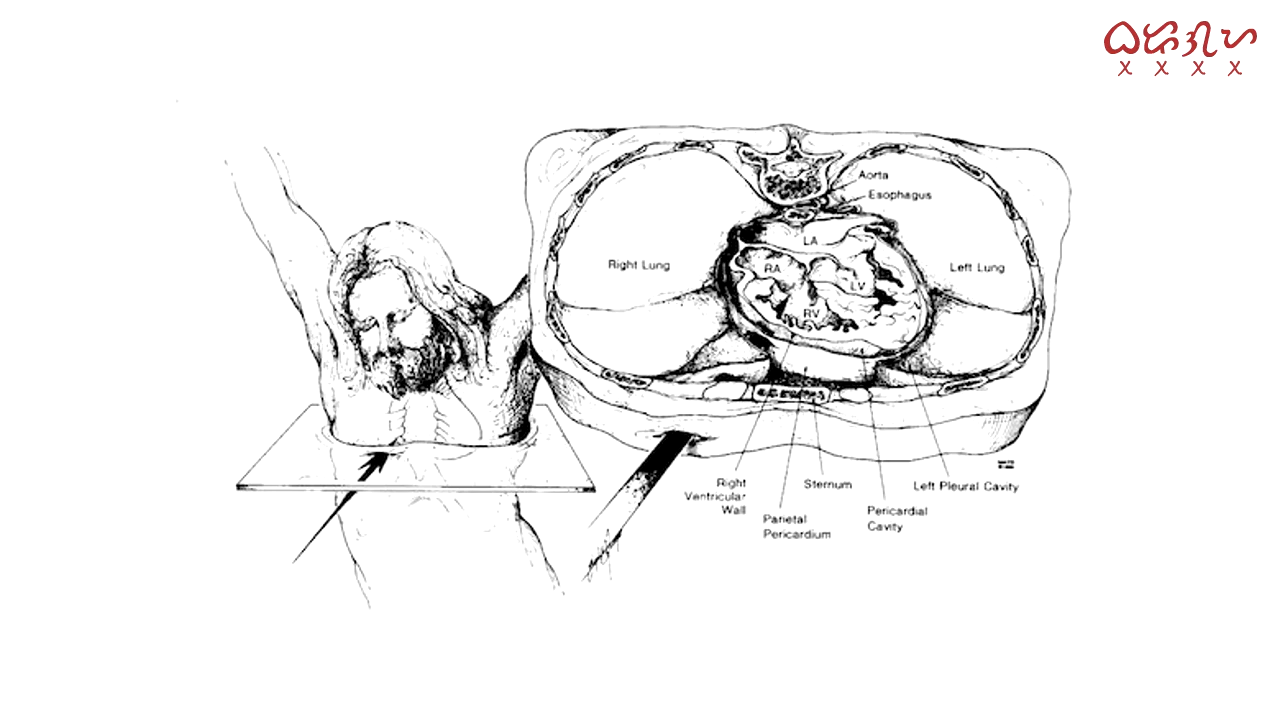 Aorta
Esophagus
LA
Right Lung
RA
Left Lung
LV
RV
Right
Ventricular
Wall
Parietal
Pericardium
Sternum
Pericardial
Cavity
Left Pleural Cavity
x x x x